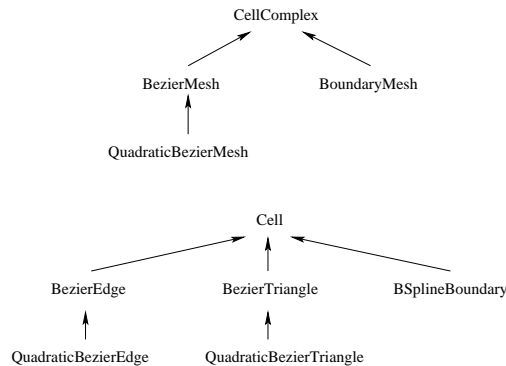 CellComplex
BezierMesh BoundaryMesh
QuadraticBezierMesh
Cell
BezierEdge BezierTriangle BSplineBoundary
QuadraticBezierEdge QuadraticBezierTriangle